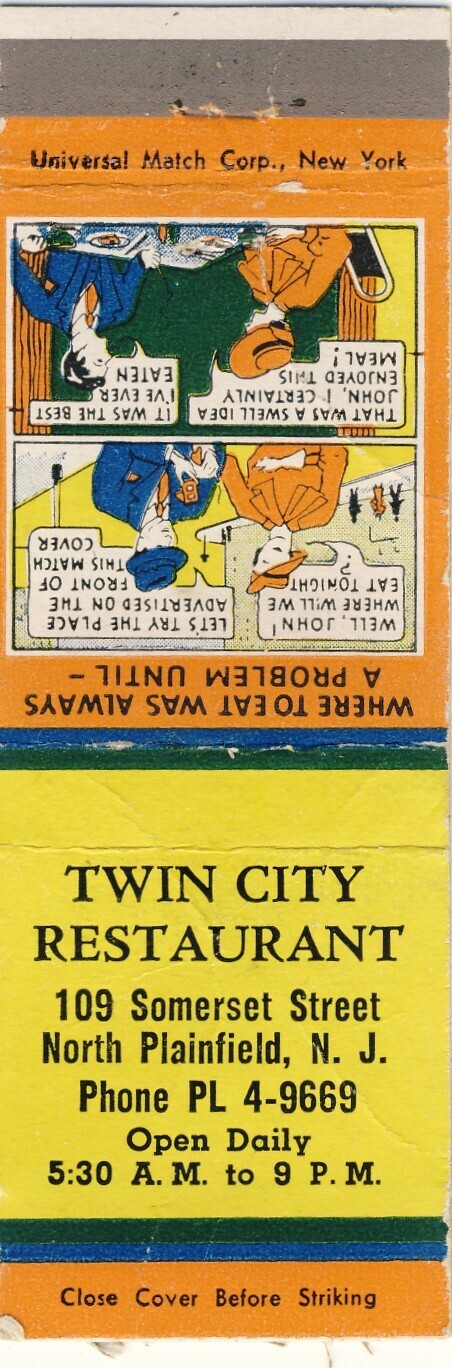 Universal Match Corp., New York
WHERE TO EAT WAS ALWAYS
A PROBLEM UNTIL -
WELL, JOHN,
WHERE WILL WE
EAT TONIGHT
?
LET'S TRY THE PLACE
ADVERTISED ON THE
FRONT OF
THIS MATCH
COVER
THAT WAS A SWELL IDEA
JOHN, I CERTAINLY
ENJOYED THIS
MEAL!
IT WAS THE BEST
I'VE EVER
EATEN
TWIN CITY
RESTAURANT
109 Somerset Street
North Plainfield, N. J.
Phone PL 4-9669
Open Daily
5:30 A. M. to 9 P. M.
Close Cover Before Striking